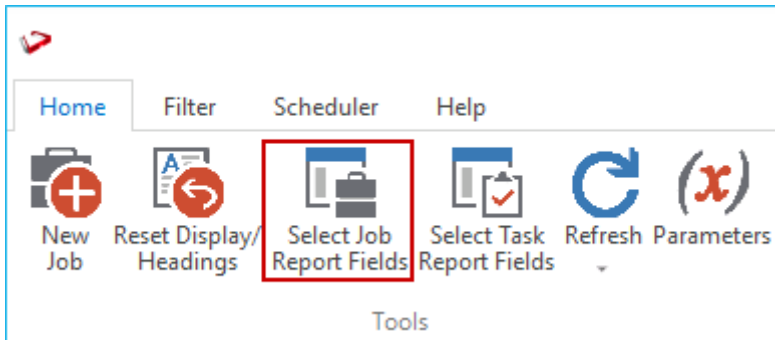 Home Filter Scheduler Help
A
(x)
New Reset Display/ Select Job Select Task Refresh Parameters
Job Headings Report Fields Report Fields
Tools